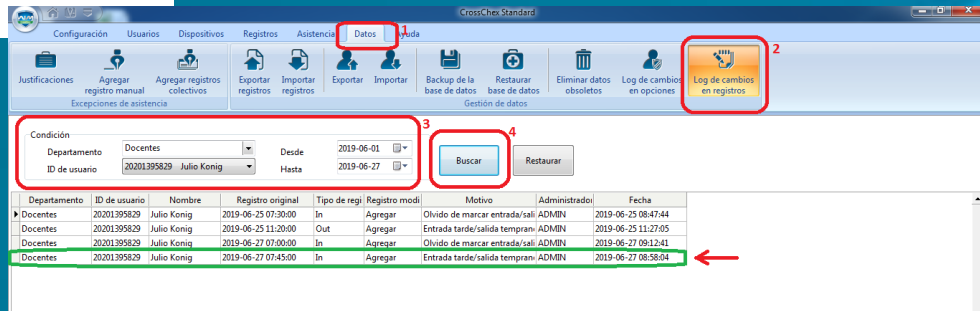 CrossChex Standard
Configuración Usuarios Dispositivos Registros Asistencia Datos Ayuda
1
2
Justificaciones
Agregar registro manual
Agregar registros colectivos
Exportar registros
Importar registros
Exportar
Importar
Backup de la base de datos
Restaurar base de datos
Eliminar datos obsoletos
Log de cambios en opciones
Log de cambios en registros
Excepciones de asistencia
Gestión de datos
3
4
Condición
Departamento Docentes Desde 2019-06-01
ID de usuario 20201395829 Julio Konig Hasta 2019-06-27
Buscar
Restaurar
Departamento ID de usuario Nombre Registro original Tipo de regi Registro modi Motivo Administrador Fecha
Docentes 20201395829 Julio Konig 2019-06-25 07:30:00 In Agregar Olvido de marcar entrada/sali ADMIN 2019-06-25 08:47:44
Docentes 20201395829 Julio Konig 2019-06-25 11:20:00 Out Agregar Entrada tarde/salida temprano ADMIN 2019-06-25 11:27:05
Docentes 20201395829 Julio Konig 2019-06-27 07:00:00 In Agregar Olvido de marcar entrada/sali ADMIN 2019-06-27 09:12:41
Docentes 20201395829 Julio Konig 2019-06-27 07:45:00 In Agregar Entrada tarde/salida temprano ADMIN 2019-06-27 08:58:04